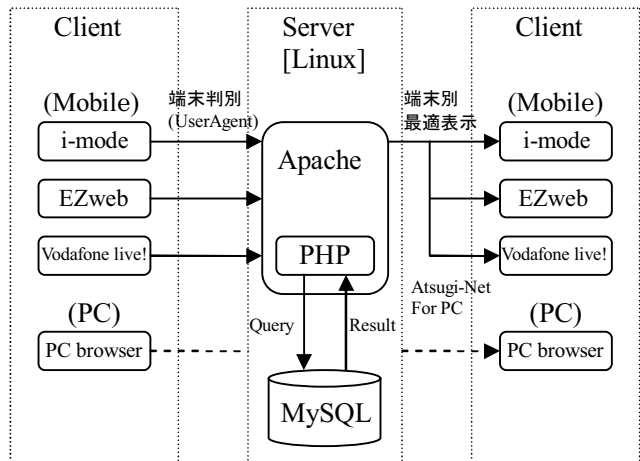 Client
Server
[Linux]
Client
(Mobile)
端末判別
(UserAgent)
端末別
最適表示
(Mobile)
i-mode
Apache
i-mode
EZweb
EZweb
Vodafone live!
PHP
Vodafone live!
(PC)
Query
Result
Atsugi-Net
For PC
(PC)
PC browser
PC browser
MySQL